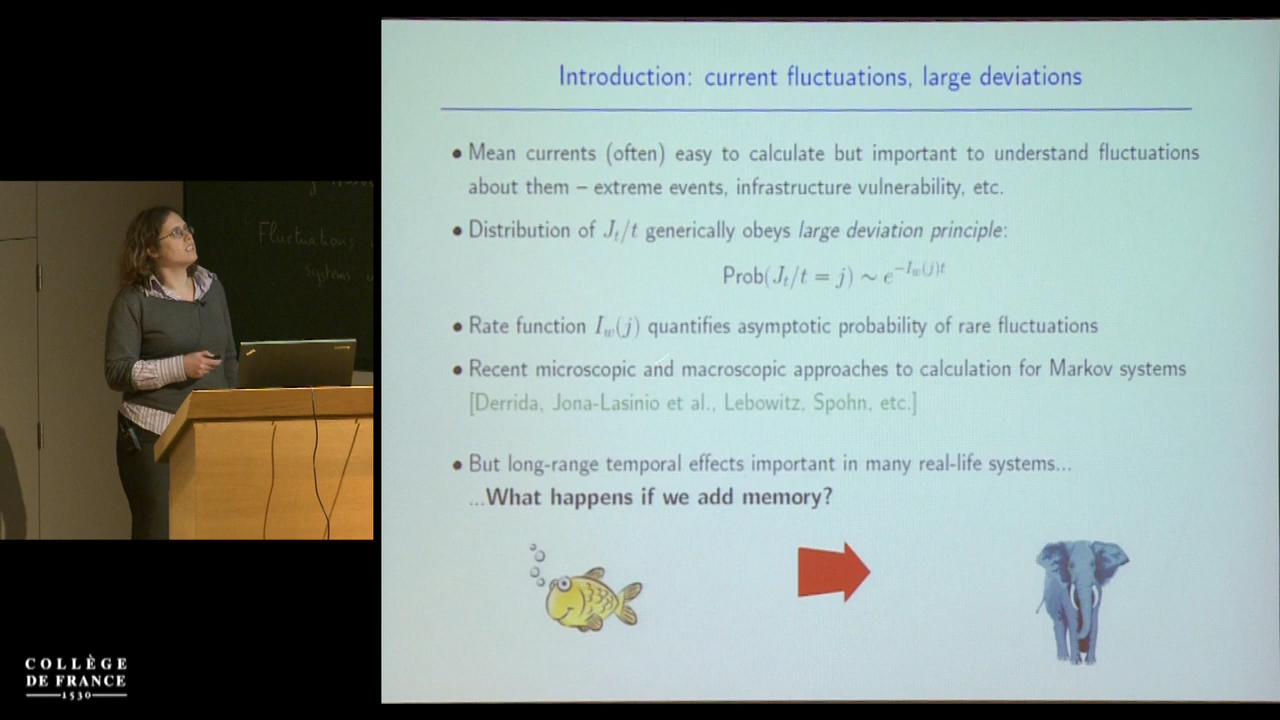 Introduction: current fluctuations, large deviations
• Mean currents (often) easy to calculate but important to understand fluctuations
about them – extreme events, infrastructure vulnerability, etc.
• Distribution of J_t/t generically obeys large deviation principle:
Prob(J_t/t = j) ∼ e^{−I_w(j)t}
• Rate function I_w(j) quantifies asymptotic probability of rare fluctuations
• Recent microscopic and macroscopic approaches to calculation for Markov systems
[Derrida, Jona-Lasinio et al., Lebowitz, Spohn, etc.]
• But long-range temporal effects important in many real-life systems...
...What happens if we add memory?
Fluctuations
systems
COLLÈGE
DE FRANCE
1530